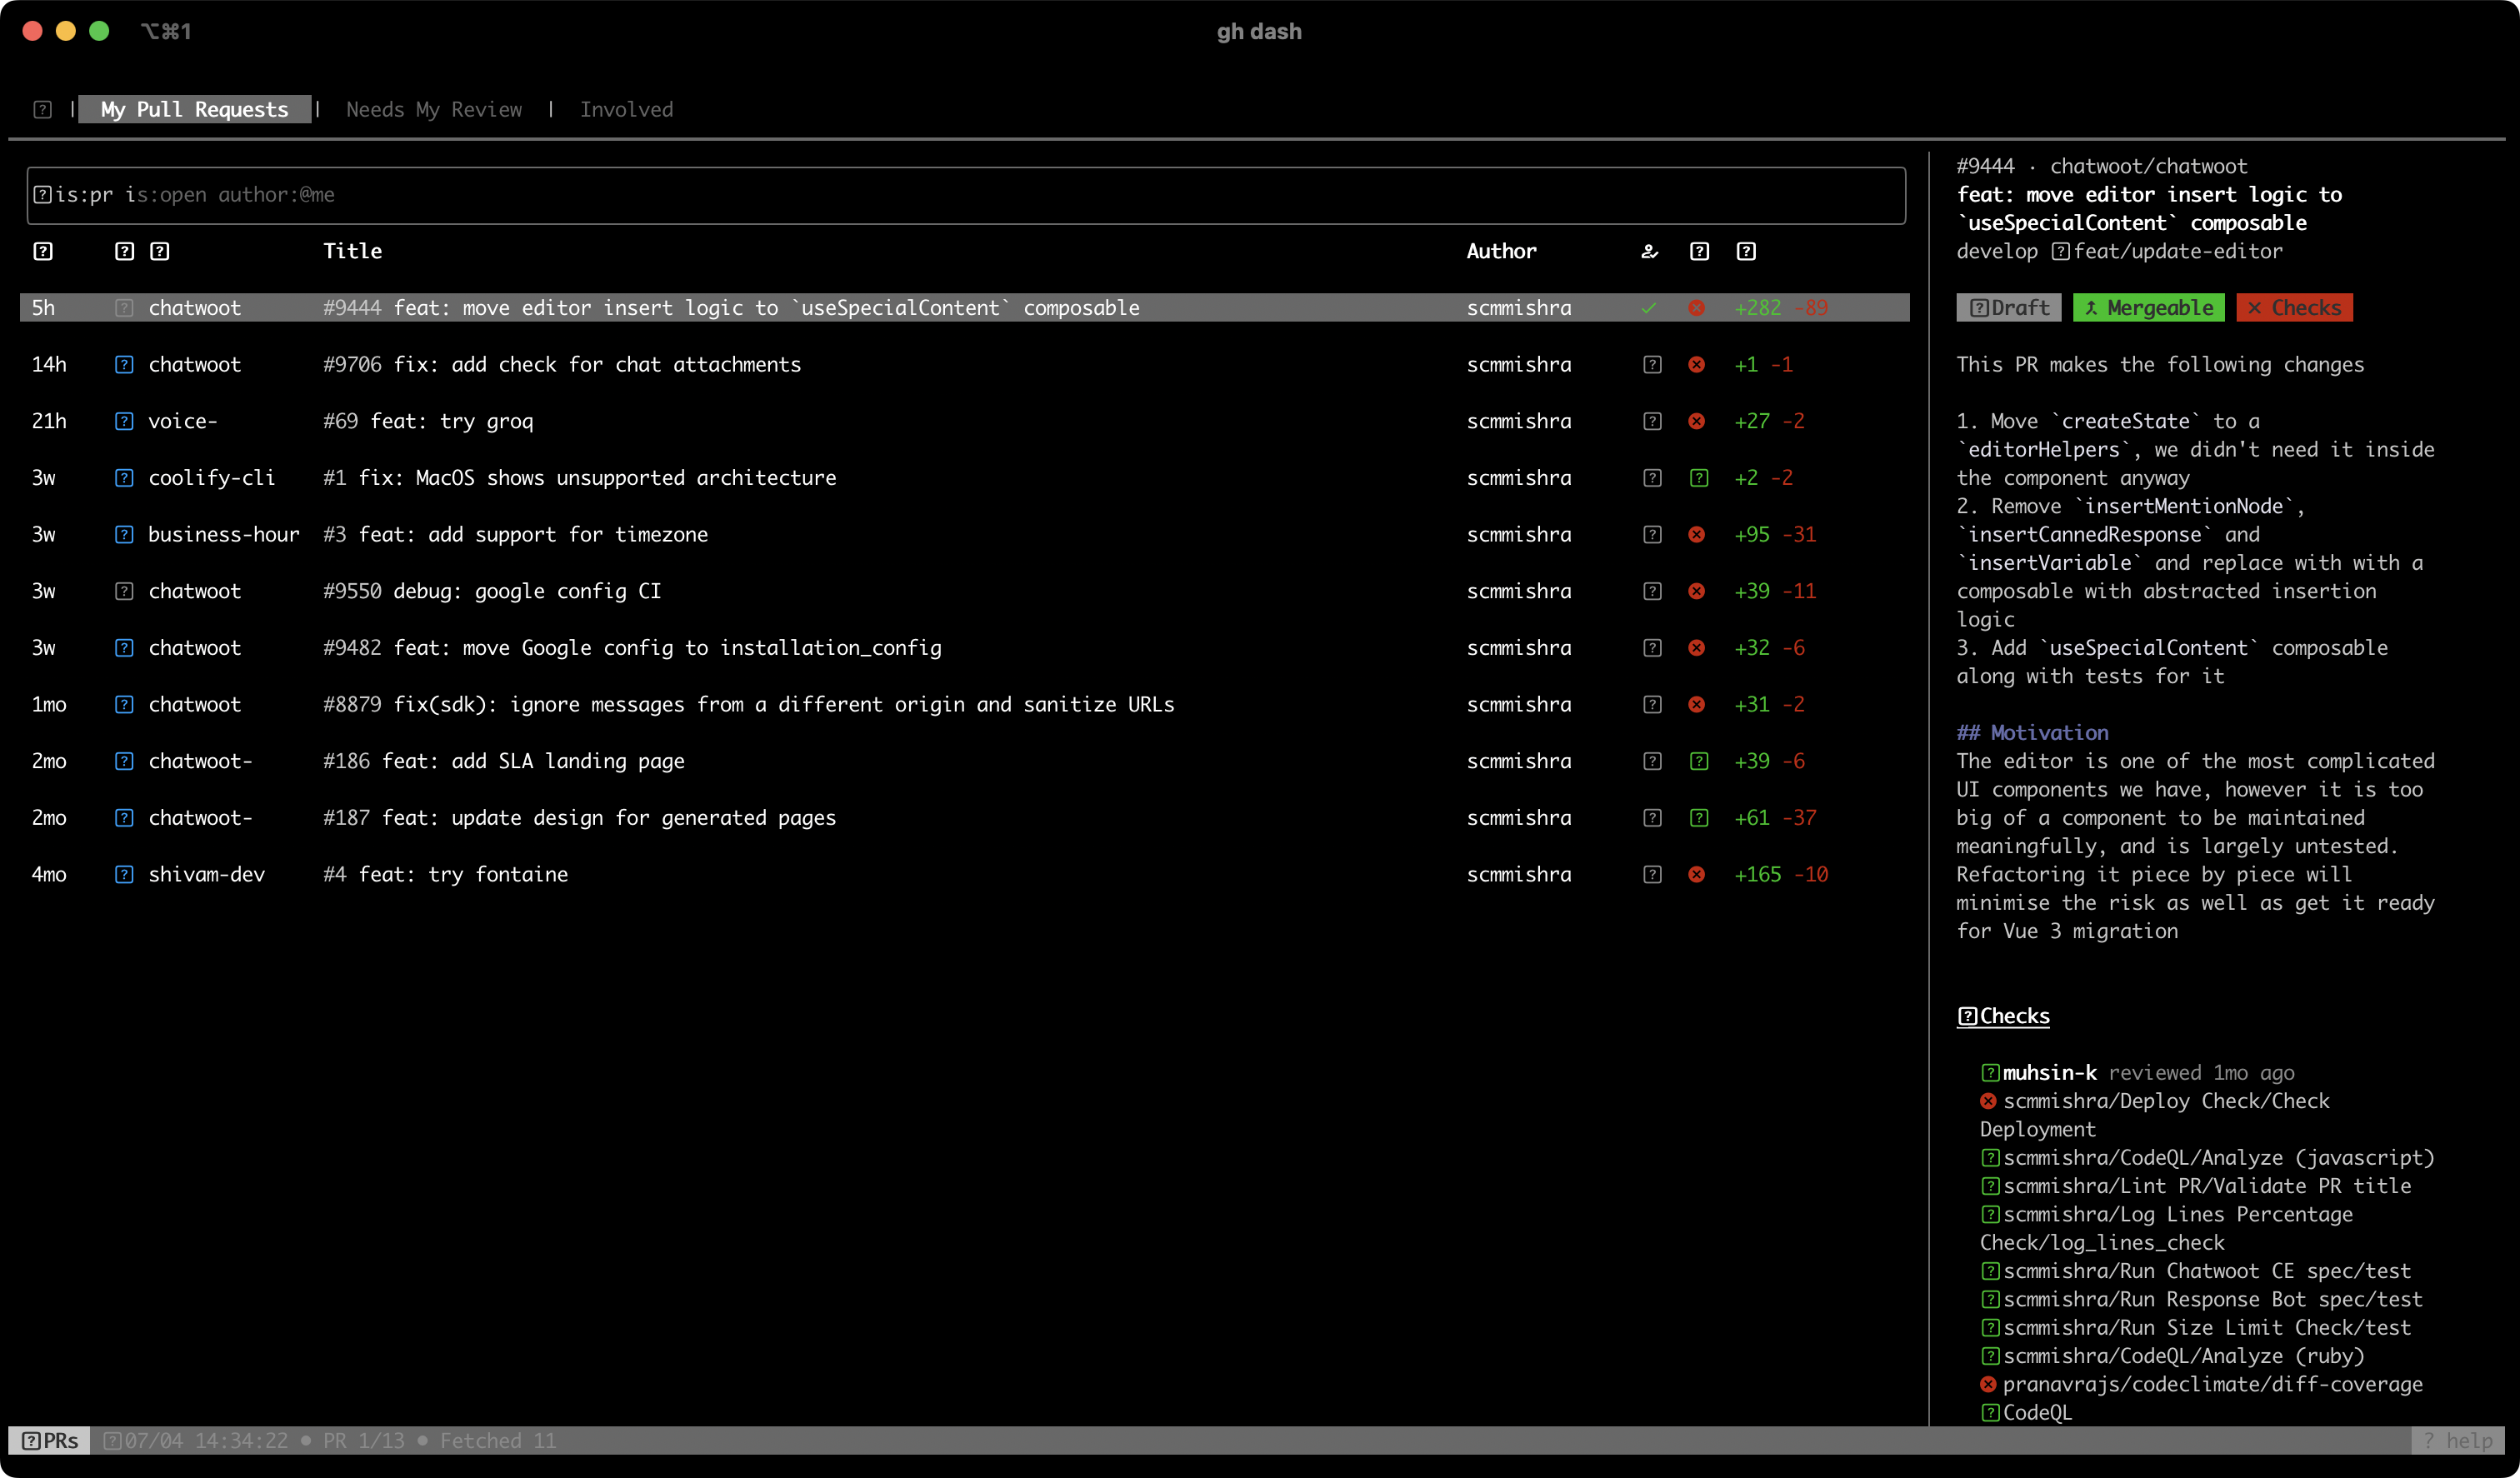 ⌥⌘1 gh dash
| My Pull Requests | Needs My Review | Involved
is:pr is:open author:@me
Title Author
5h chatwoot #9444 feat: move editor insert logic to `useSpecialContent` composable scmmishra +282 -89
14h chatwoot #9706 fix: add check for chat attachments scmmishra +1 -1
21h voice- #69 feat: try groq scmmishra +27 -2
3w coolify-cli #1 fix: MacOS shows unsupported architecture scmmishra +2 -2
3w business-hour #3 feat: add support for timezone scmmishra +95 -31
3w chatwoot #9550 debug: google config CI scmmishra +39 -11
3w chatwoot #9482 feat: move Google config to installation_config scmmishra +32 -6
1mo chatwoot #8879 fix(sdk): ignore messages from a different origin and sanitize URLs scmmishra +31 -2
2mo chatwoot- #186 feat: add SLA landing page scmmishra +39 -6
2mo chatwoot- #187 feat: update design for generated pages scmmishra +61 -37
4mo shivam-dev #4 feat: try fontaine scmmishra +165 -10
#9444 · chatwoot/chatwoot
feat: move editor insert logic to
`useSpecialContent` composable
develop feat/update-editor
Draft Mergeable Checks
This PR makes the following changes
1. Move `createState` to a
`editorHelpers`, we didn't need it inside
the component anyway
2. Remove `insertMentionNode`,
`insertCannedResponse` and
`insertVariable` and replace with with a
composable with abstracted insertion
logic
3. Add `useSpecialContent` composable
along with tests for it
## Motivation
The editor is one of the most complicated
UI components we have, however it is too
big of a component to be maintained
meaningfully, and is largely untested.
Refactoring it piece by piece will
minimise the risk as well as get it ready
for Vue 3 migration
Checks
muhsin-k reviewed 1mo ago
scmmishra/Deploy Check/Check
Deployment
scmmishra/CodeQL/Analyze (javascript)
scmmishra/Lint PR/Validate PR title
scmmishra/Log Lines Percentage
Check/log_lines_check
scmmishra/Run Chatwoot CE spec/test
scmmishra/Run Response Bot spec/test
scmmishra/Run Size Limit Check/test
scmmishra/CodeQL/Analyze (ruby)
pranavrajs/codeclimate/diff-coverage
CodeQL
PRs 07/04 14:34:22 • PR 1/13 • Fetched 11 ? help